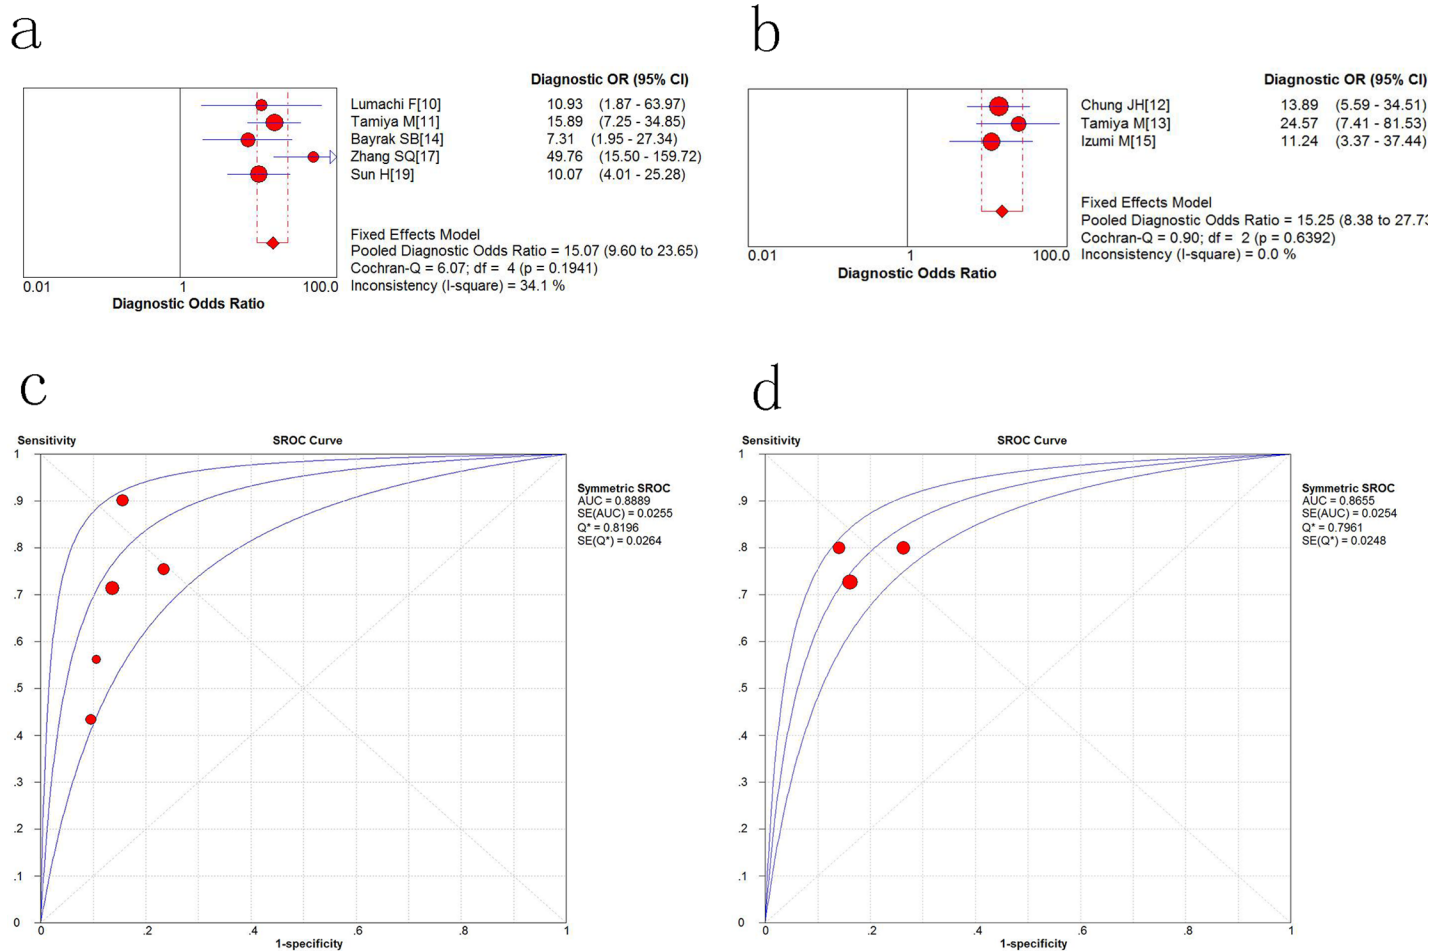 a
Diagnostic OR (95% CI)
Lumachi F[10] 10.93 (1.87 - 63.97)
Tamiya M[11] 15.89 (7.25 - 34.85)
Bayrak SB[14] 7.31 (1.95 - 27.34)
Zhang SQ[17] 49.76 (15.50 - 159.72)
Sun H[19] 10.07 (4.01 - 25.28)
Fixed Effects Model
Pooled Diagnostic Odds Ratio = 15.07 (9.60 to 23.65)
Cochran-Q = 6.07; df = 4 (p = 0.1941)
Inconsistency (I-square) = 34.1 %
0.01 1 100.0
Diagnostic Odds Ratio
b
Diagnostic OR (95% CI)
Chung JH[12] 13.89 (5.59 - 34.51)
Tamiya M[13] 24.57 (7.41 - 81.53)
Izumi M[15] 11.24 (3.37 - 37.44)
Fixed Effects Model
Pooled Diagnostic Odds Ratio = 15.25 (8.38 to 27.73
Cochran-Q = 0.90; df = 2 (p = 0.6392)
Inconsistency (I-square) = 0.0 %
0.01 1 100.0
Diagnostic Odds Ratio
c
Sensitivity SROC Curve
1
.9
.8
.7
.6
.5
.4
.3
.2
.1
0
0 .2 .4 .6 .8 1
1-specificity
Symmetric SROC
AUC = 0.8889
SE(AUC) = 0.0255
Q* = 0.8196
SE(Q*) = 0.0264
d
Sensitivity SROC Curve
1
.9
.8
.7
.6
.5
.4
.3
.2
.1
0
0 .2 .4 .6 .8 1
1-specificity
Symmetric SROC
AUC = 0.8655
SE(AUC) = 0.0254
Q* = 0.7961
SE(Q*) = 0.0248